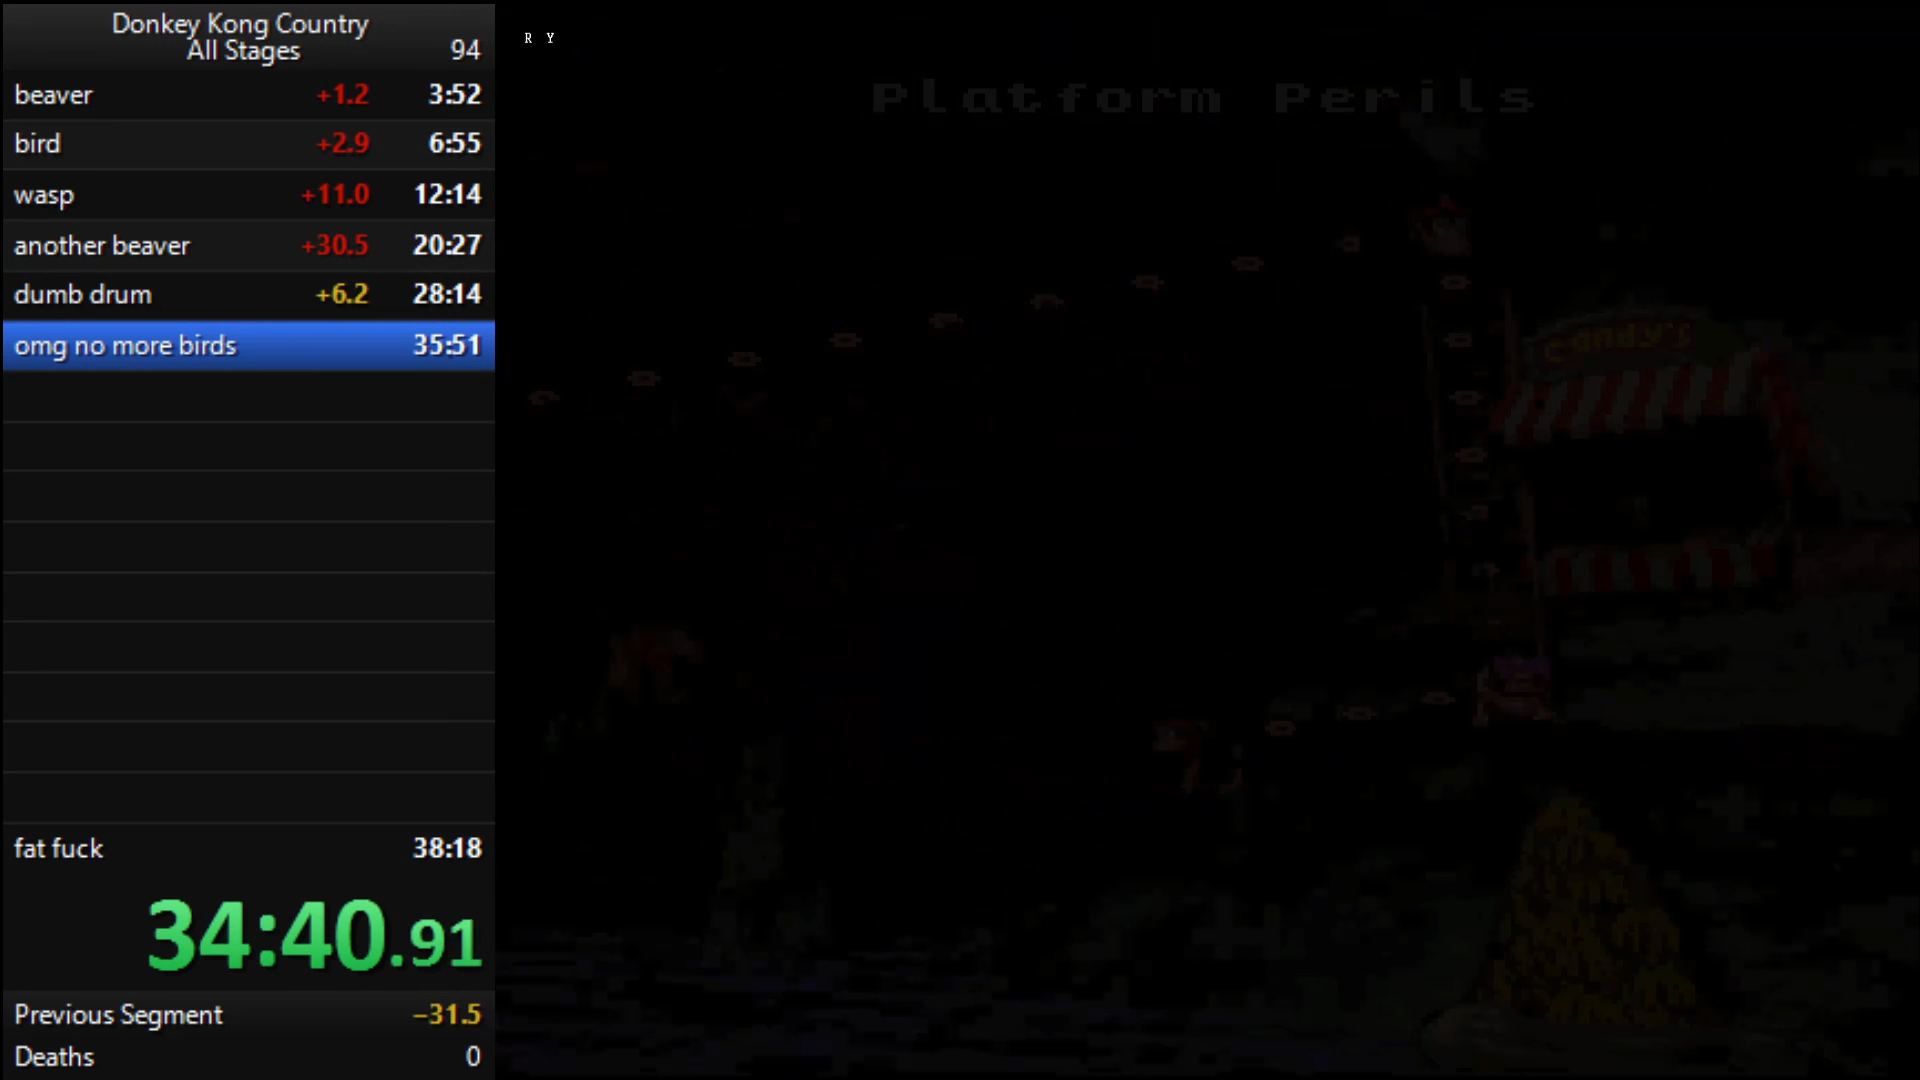 Donkey Kong Country
All Stages 94
beaver +1.2 3:52
bird +2.9 6:55
wasp +11.0 12:14
another beaver +30.5 20:27
dumb drum +6.2 28:14
omg no more birds 35:51
fat fuck 38:18
34:40.91
Previous Segment −31.5
Deaths 0
R Y
Platform Perils
Candy's